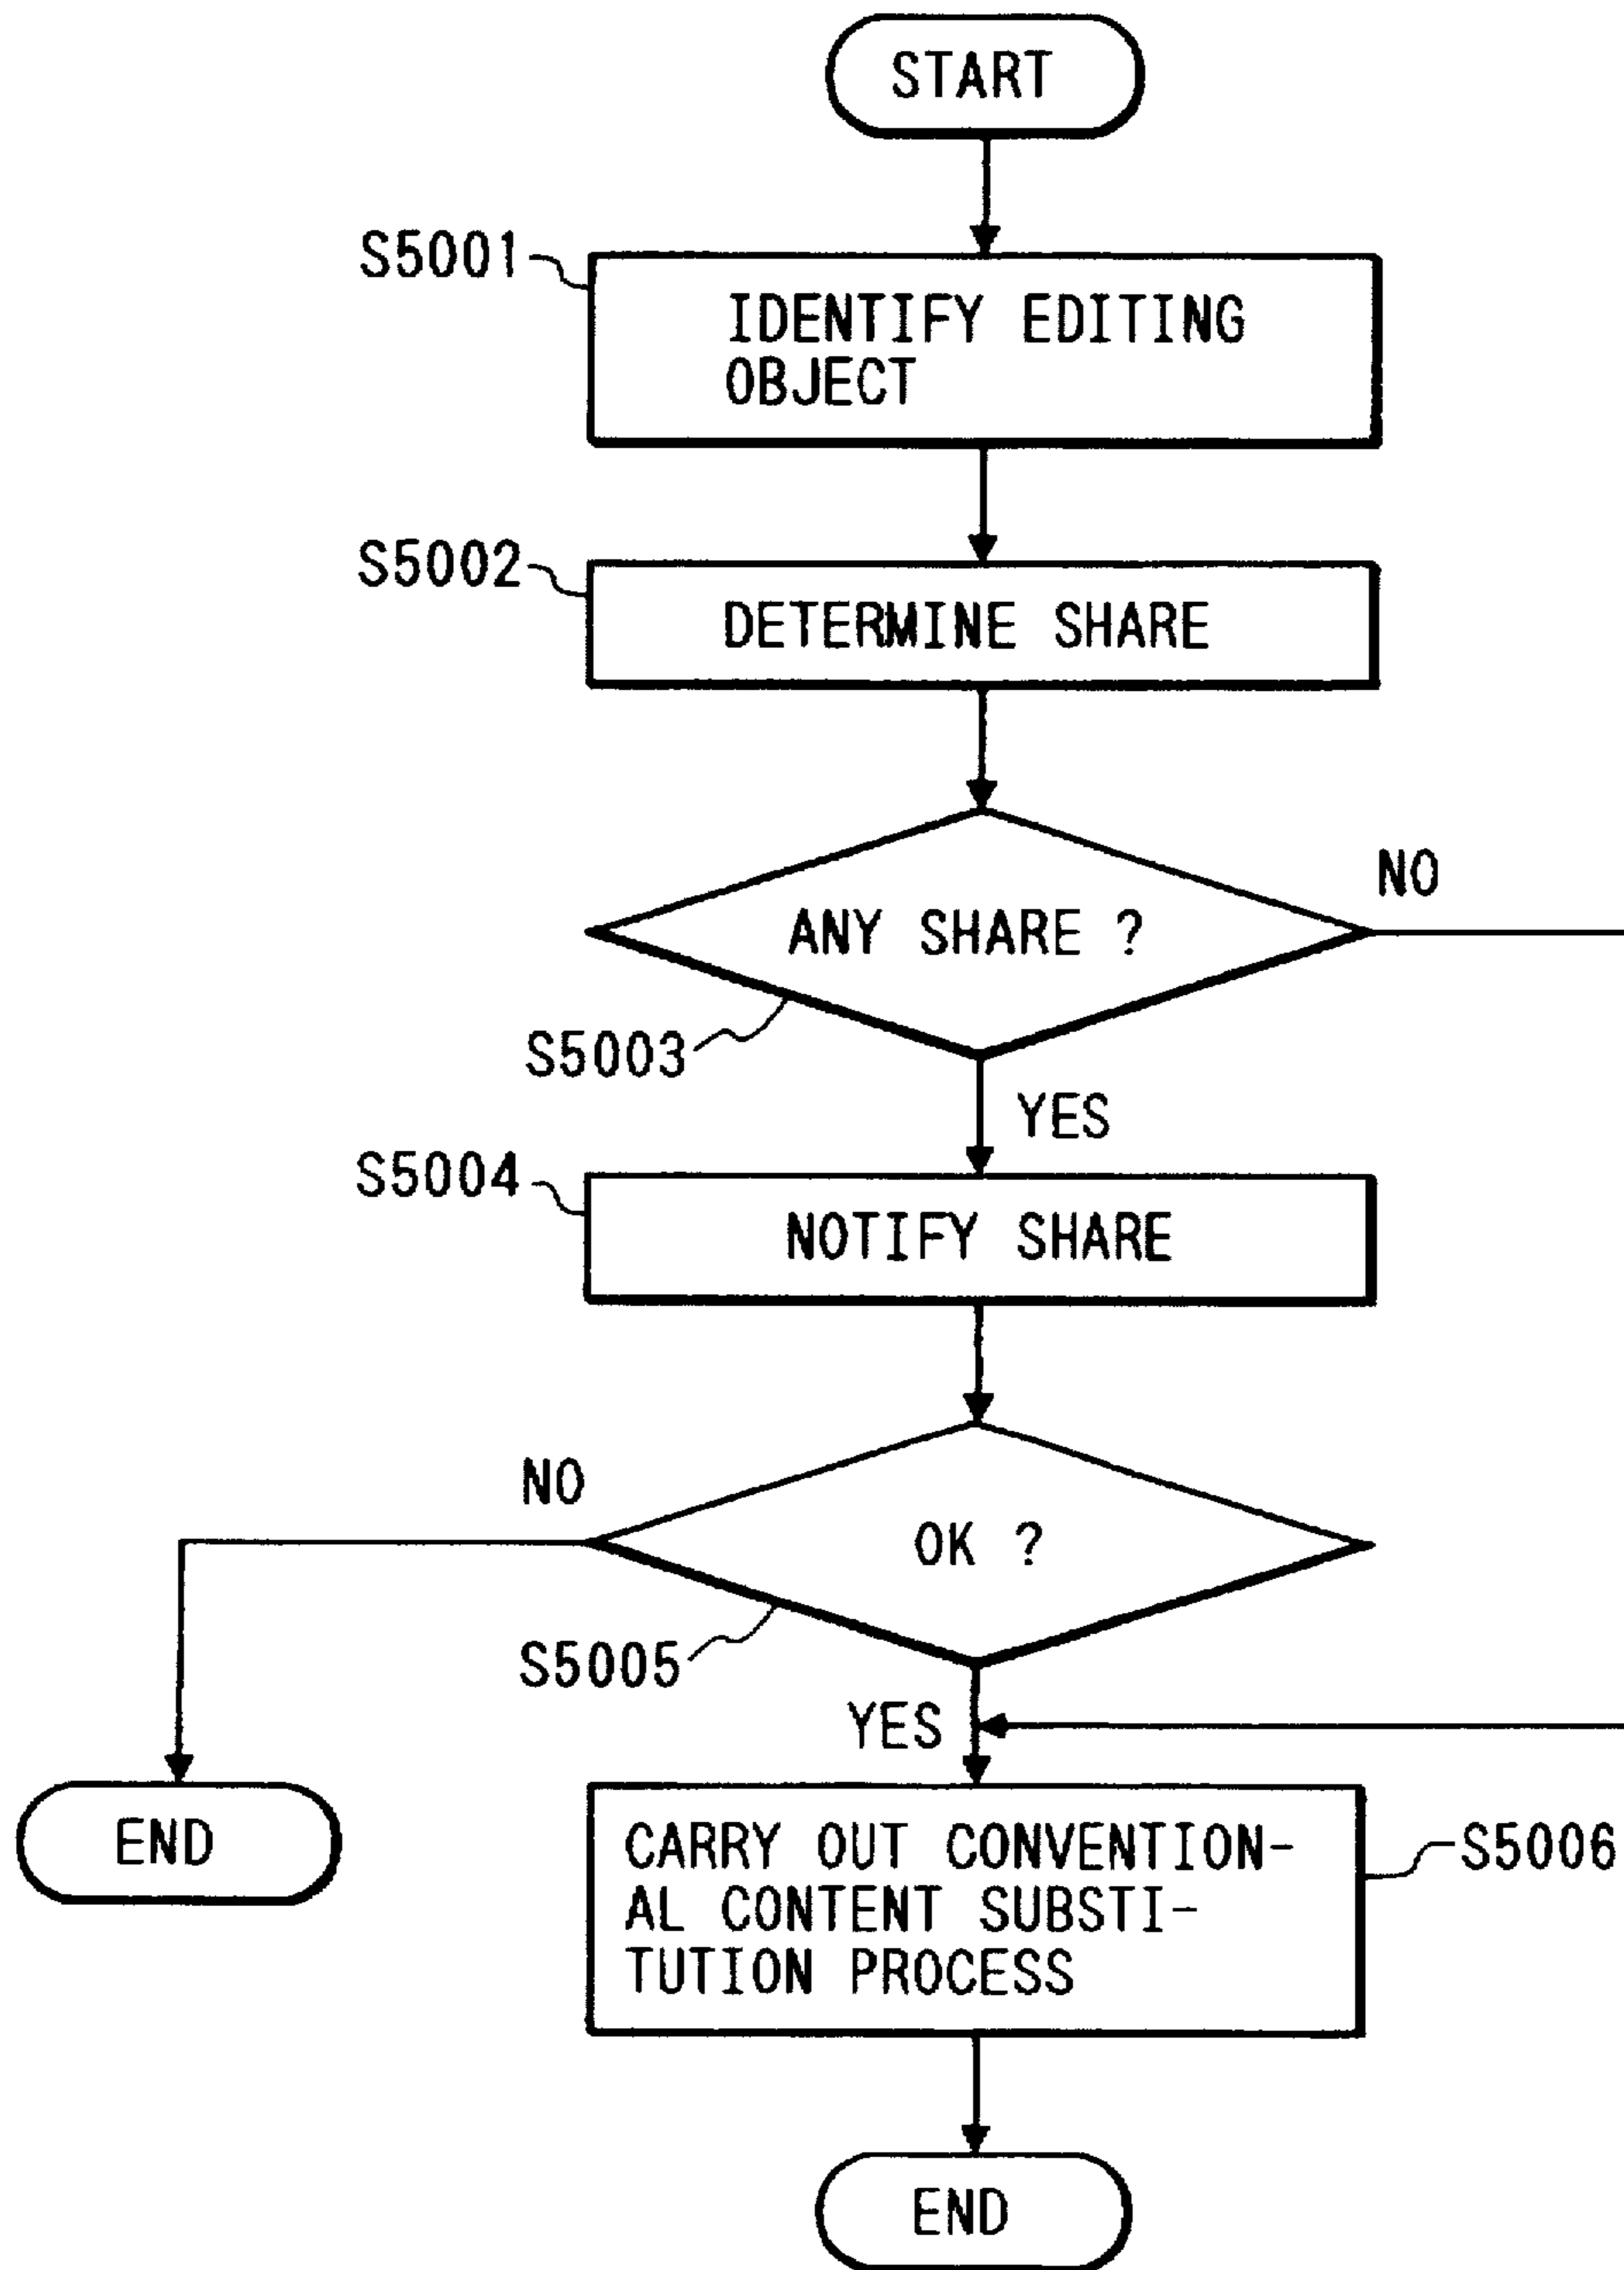 START
S5001
IDENTIFY EDITING
OBJECT
S5002
DETERMINE SHARE
NO
ANY SHARE ?
S5003
YES
S5004
NOTIFY SHARE
NO
OK ?
S5005
YES
END
CARRY OUT CONVENTION-
AL CONTENT SUBSTI-
TUTION PROCESS
S5006
END